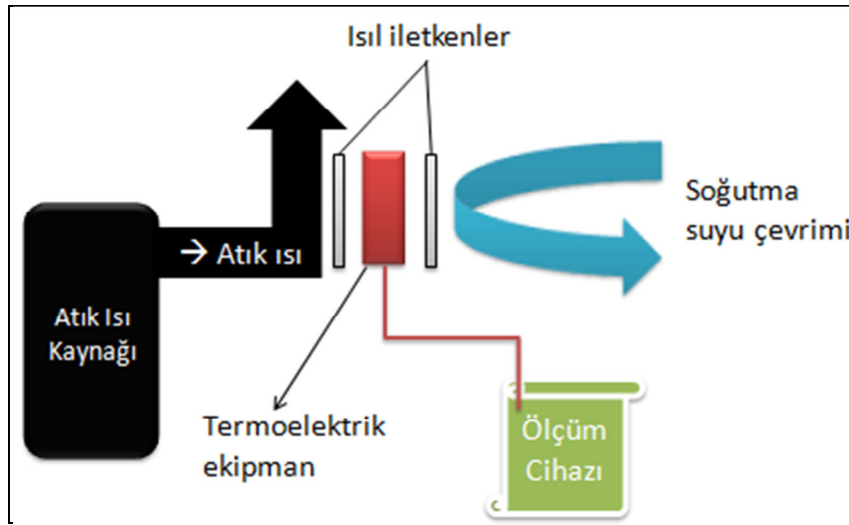 Isıl iletkenler
Soğutma
suyu çevrimi
→ Atık ısı
Atık Isı
Kaynağı
Termoelektrik
ekipman
Ölçüm
Cihazı